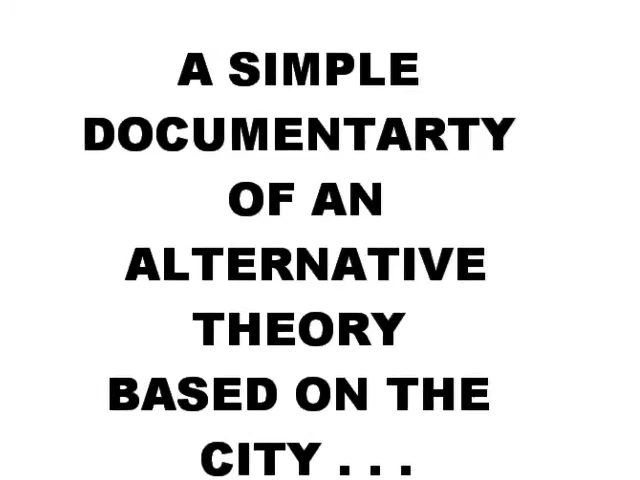 A SIMPLE
DOCUMENTARTY
OF AN
ALTERNATIVE
THEORY
BASED ON THE
CITY . . .